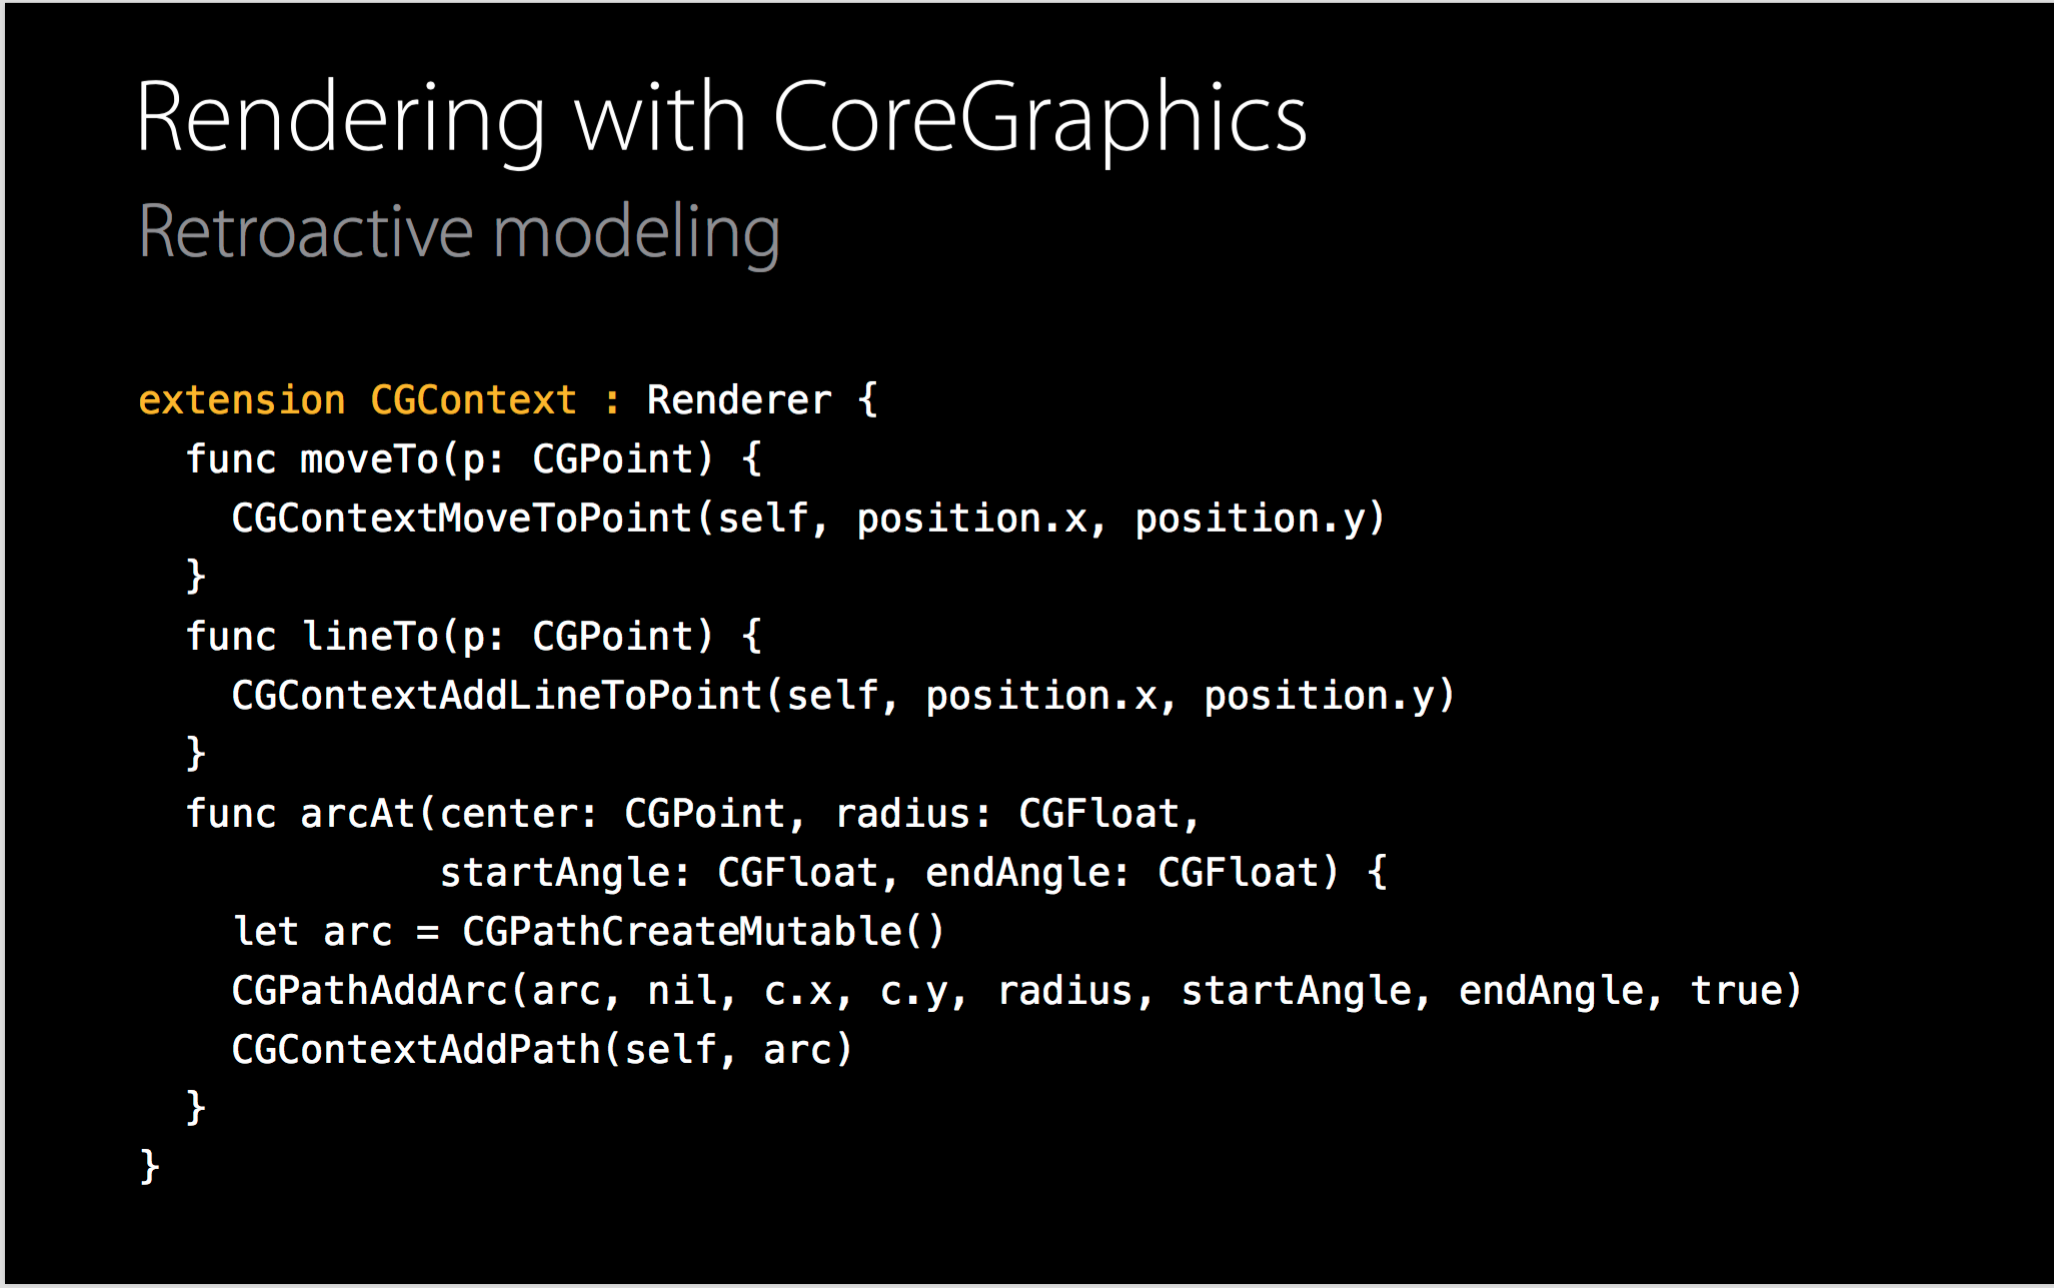 Rendering with CoreGraphics
Retroactive modeling
extension CGContext : Renderer {
  func moveTo(p: CGPoint) {
    CGContextMoveToPoint(self, position.x, position.y)
  }
  func lineTo(p: CGPoint) {
    CGContextAddLineToPoint(self, position.x, position.y)
  }
  func arcAt(center: CGPoint, radius: CGFloat,
             startAngle: CGFloat, endAngle: CGFloat) {
    let arc = CGPathCreateMutable()
    CGPathAddArc(arc, nil, c.x, c.y, radius, startAngle, endAngle, true)
    CGContextAddPath(self, arc)
  }
}